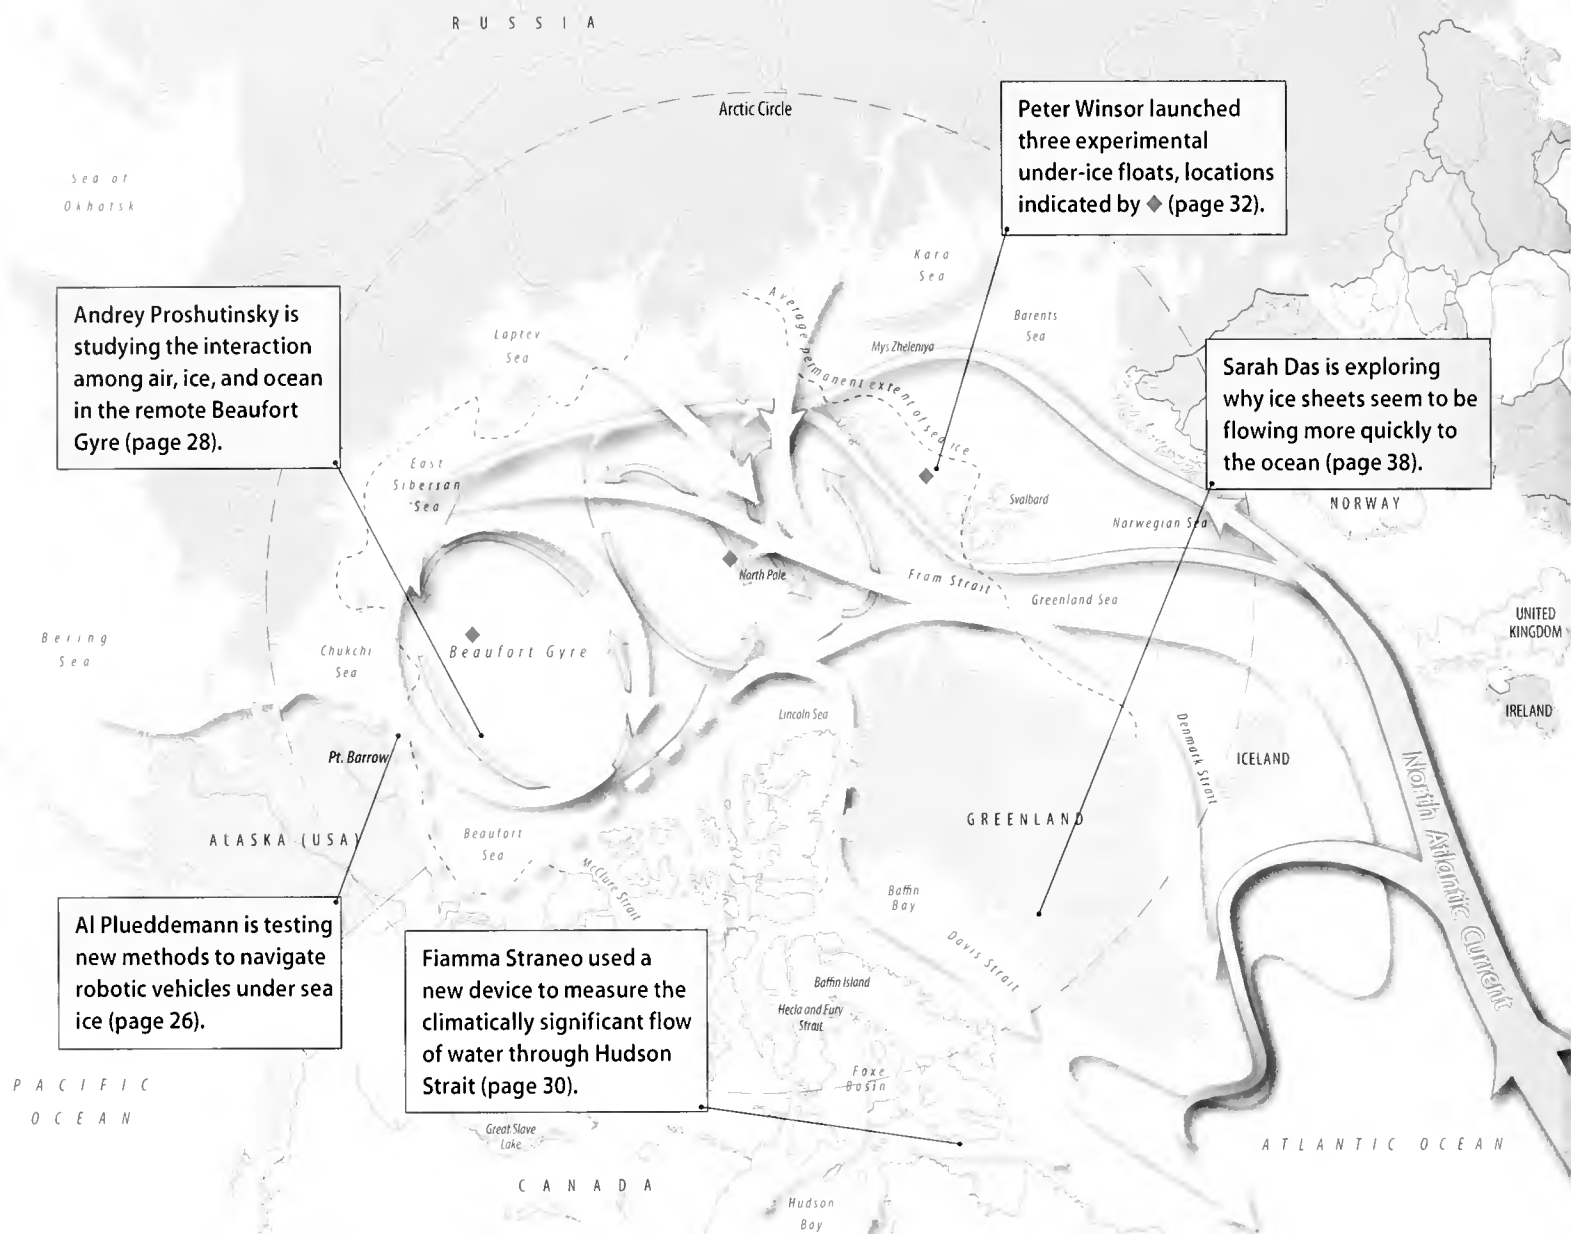 RUSSIA
Arctic Circle
Sea of
Okhotsk
Peter Winsor launched
three experimental
under-ice floats, locations
indicated by ◆ (page 32).
Kara
Sea
Barents
Sea
Mys Zheleniya
Average permanent extent of sea ice
Laptev
Sea
Andrey Proshutinsky is
studying the interaction
among air, ice, and ocean
in the remote Beaufort
Gyre (page 28).
Sarah Das is exploring
why ice sheets seem to be
flowing more quickly to
the ocean (page 38).
East
Siberian
Sea
Svalbard
Norwegian Sea
NORWAY
North Pole
Fram Strait
Greenland Sea
UNITED
KINGDOM
Bering
Sea
Chukchi
Sea
Beaufort Gyre
IRELAND
Lincoln Sea
Denmark Strait
ICELAND
Pt. Barrow
North Atlantic Current
GREENLAND
ALASKA (USA)
Beaufort
Sea
McClure Strait
Baffin
Bay
Davis Strait
Al Plueddemann is testing
new methods to navigate
robotic vehicles under sea
ice (page 26).
Fiamma Straneo used a
new device to measure the
climatically significant flow
of water through Hudson
Strait (page 30).
Baffin Island
Hecla and Fury
Strait
Foxe
Basin
PACIFIC
OCEAN
Great Slave
Lake
ATLANTIC OCEAN
CANADA
Hudson
Bay